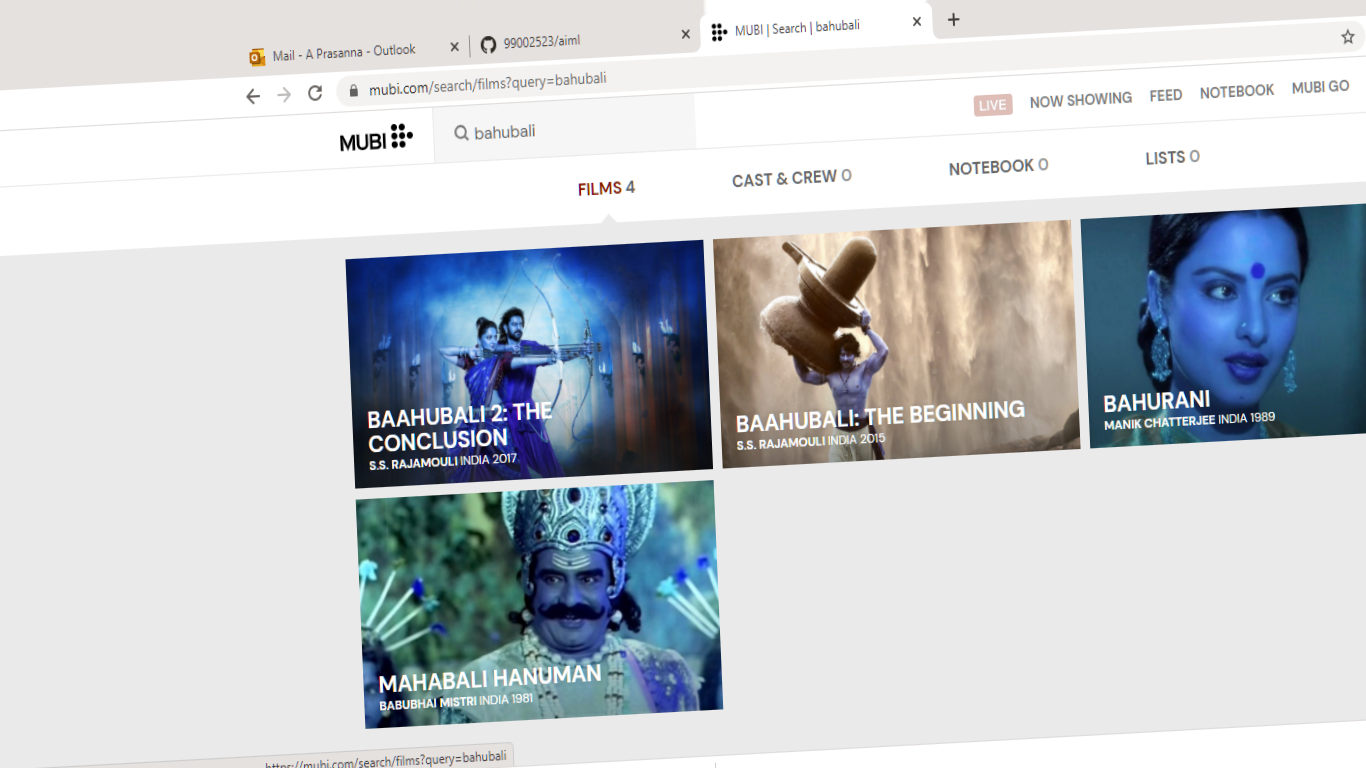 Mail - A Prasanna - Outlook
99002523/aiml
MUBI | Search | bahubali
mubi.com/search/films?query=bahubali
MUBI
bahubali
LIVE
NOW SHOWING
FEED
NOTEBOOK
MUBI GO
FILMS 4
CAST & CREW 0
NOTEBOOK 0
LISTS 0
BAAHUBALI 2: THE
CONCLUSION
S.S. RAJAMOULI INDIA 2017
BAAHUBALI: THE BEGINNING
S.S. RAJAMOULI INDIA 2015
BAHURANI
MANIK CHATTERJEE INDIA 1989
MAHABALI HANUMAN
BABUBHAI MISTRI INDIA 1981
https://mubi.com/search/films?query=bahubali